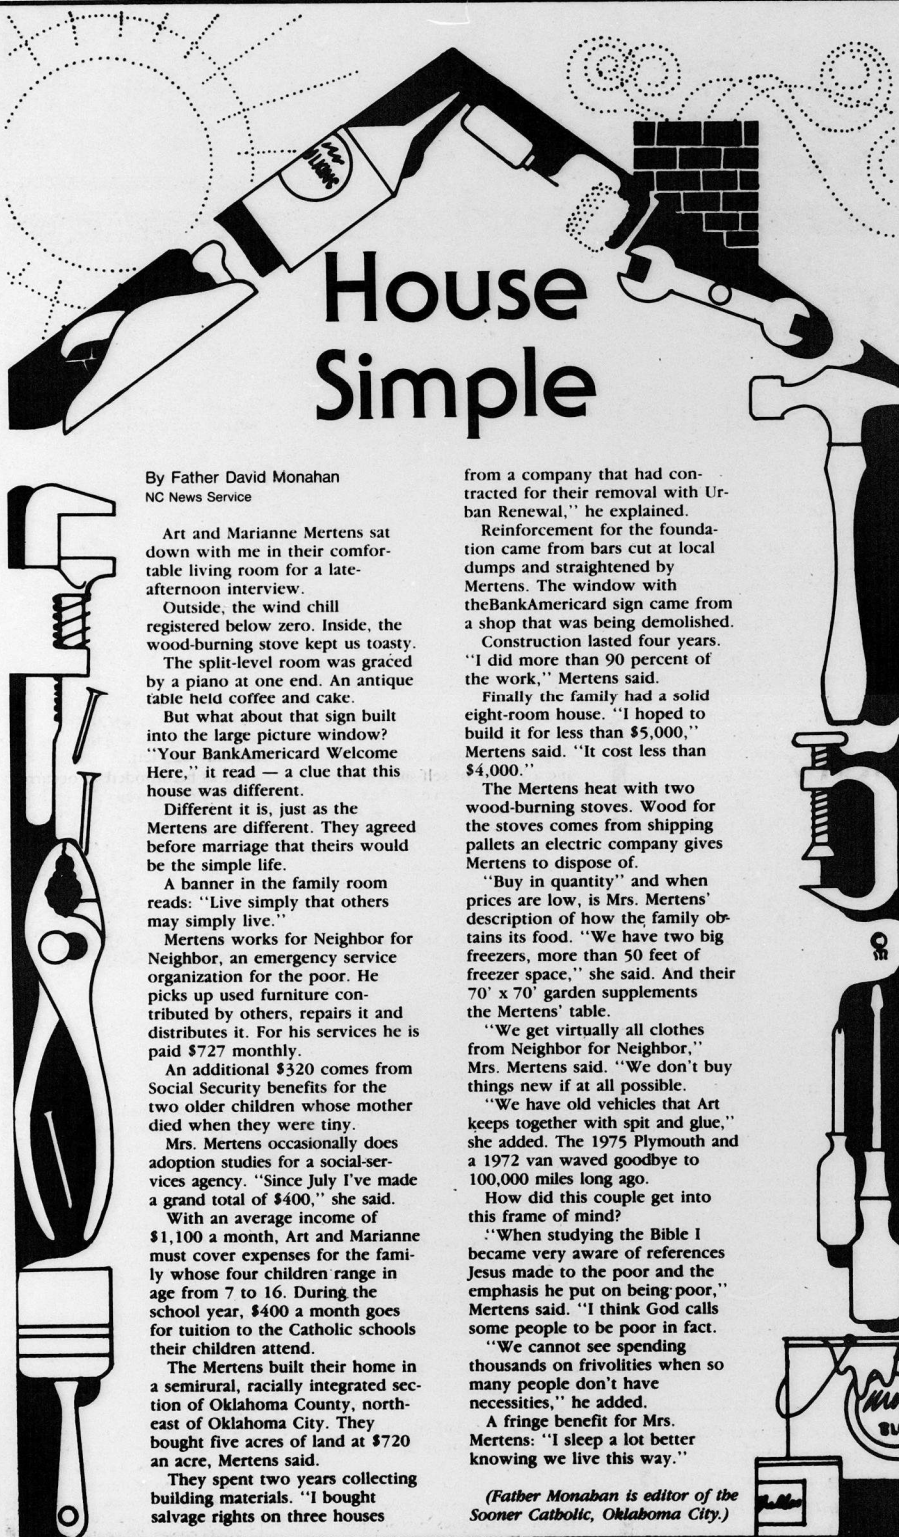 House
Simple
By Father David Monahan
NC News Service
Art and Marianne Mertens sat
down with me in their comfor-
table living room for a late-
afternoon interview.
Outside, the wind chill
registered below zero. Inside, the
wood-burning stove kept us toasty.
The split-level room was graced
by a piano at one end. An antique
table held coffee and cake.
But what about that sign built
into the large picture window?
"Your BankAmericard Welcome
Here," it read — a clue that this
house was different.
Different it is, just as the
Mertens are different. They agreed
before marriage that theirs would
be the simple life.
A banner in the family room
reads: "Live simply that others
may simply live."
Mertens works for Neighbor for
Neighbor, an emergency service
organization for the poor. He
picks up used furniture con-
tributed by others, repairs it and
distributes it. For his services he is
paid $727 monthly.
An additional $320 comes from
Social Security benefits for the
two older children whose mother
died when they were tiny.
Mrs. Mertens occasionally does
adoption studies for a social-ser-
vices agency. "Since July I've made
a grand total of $400," she said.
With an average income of
$1,100 a month, Art and Marianne
must cover expenses for the fami-
ly whose four children range in
age from 7 to 16. During the
school year, $400 a month goes
for tuition to the Catholic schools
their children attend.
The Mertens built their home in
a semirural, racially integrated sec-
tion of Oklahoma County, north-
east of Oklahoma City. They
bought five acres of land at $720
an acre, Mertens said.
They spent two years collecting
building materials. "I bought
salvage rights on three houses
from a company that had con-
tracted for their removal with Ur-
ban Renewal," he explained.
Reinforcement for the founda-
tion came from bars cut at local
dumps and straightened by
Mertens. The window with
theBankAmericard sign came from
a shop that was being demolished.
Construction lasted four years.
"I did more than 90 percent of
the work," Mertens said.
Finally the family had a solid
eight-room house. "I hoped to
build it for less than $5,000,"
Mertens said. "It cost less than
$4,000."
The Mertens heat with two
wood-burning stoves. Wood for
the stoves comes from shipping
pallets an electric company gives
Mertens to dispose of.
"Buy in quantity" and when
prices are low, is Mrs. Mertens'
description of how the family ob-
tains its food. "We have two big
freezers, more than 50 feet of
freezer space," she said. And their
70' x 70' garden supplements
the Mertens' table.
"We get virtually all clothes
from Neighbor for Neighbor,"
Mrs. Mertens said. "We don't buy
things new if at all possible.
"We have old vehicles that Art
keeps together with spit and glue,"
she added. The 1975 Plymouth and
a 1972 van waved goodbye to
100,000 miles long ago.
How did this couple get into
this frame of mind?
"When studying the Bible I
became very aware of references
Jesus made to the poor and the
emphasis he put on being poor,"
Mertens said. "I think God calls
some people to be poor in fact.
"We cannot see spending
thousands on frivolities when so
many people don't have
necessities," he added.
A fringe benefit for Mrs.
Mertens: "I sleep a lot better
knowing we live this way."
(Father Monahan is editor of the
Sooner Catholic, Oklahoma City.)